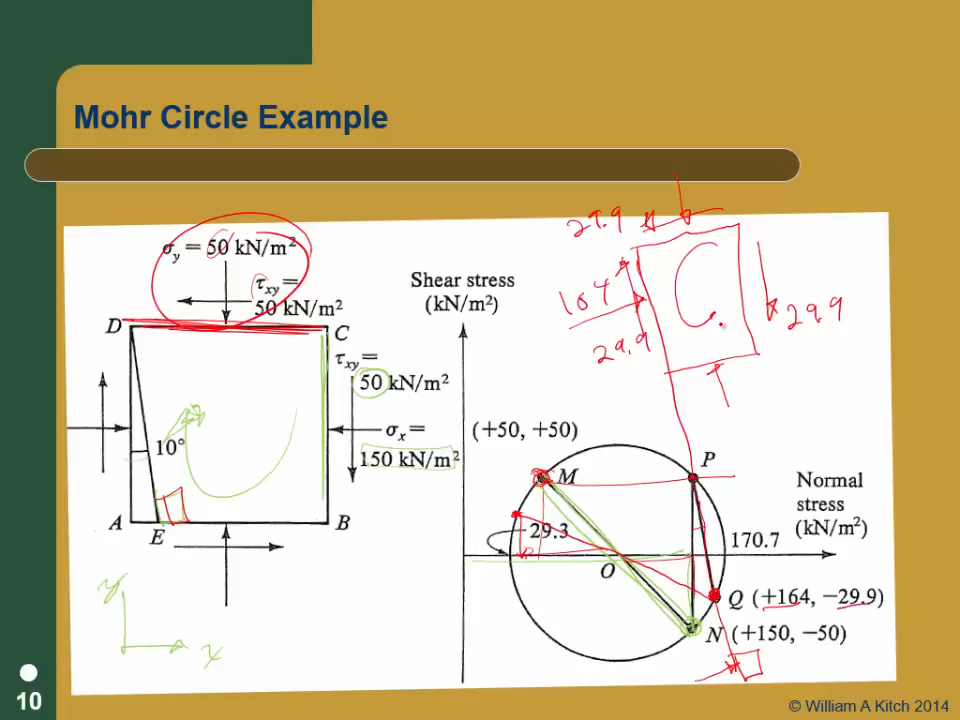 Mohr Circle Example
σy = 50 kN/m²
τxy =
50 kN/m²
D
C
τxy =
50 kN/m²
σx =
150 kN/m²
10°
A
E
B
y
x
Shear stress
(kN/m²)
(+50, +50)
M
P
Normal
stress
(kN/m²)
29.3
170.7
O
Q (+164, −29.9)
N (+150, −50)
29.9
29.9
29.9
10
© William A Kitch 2014